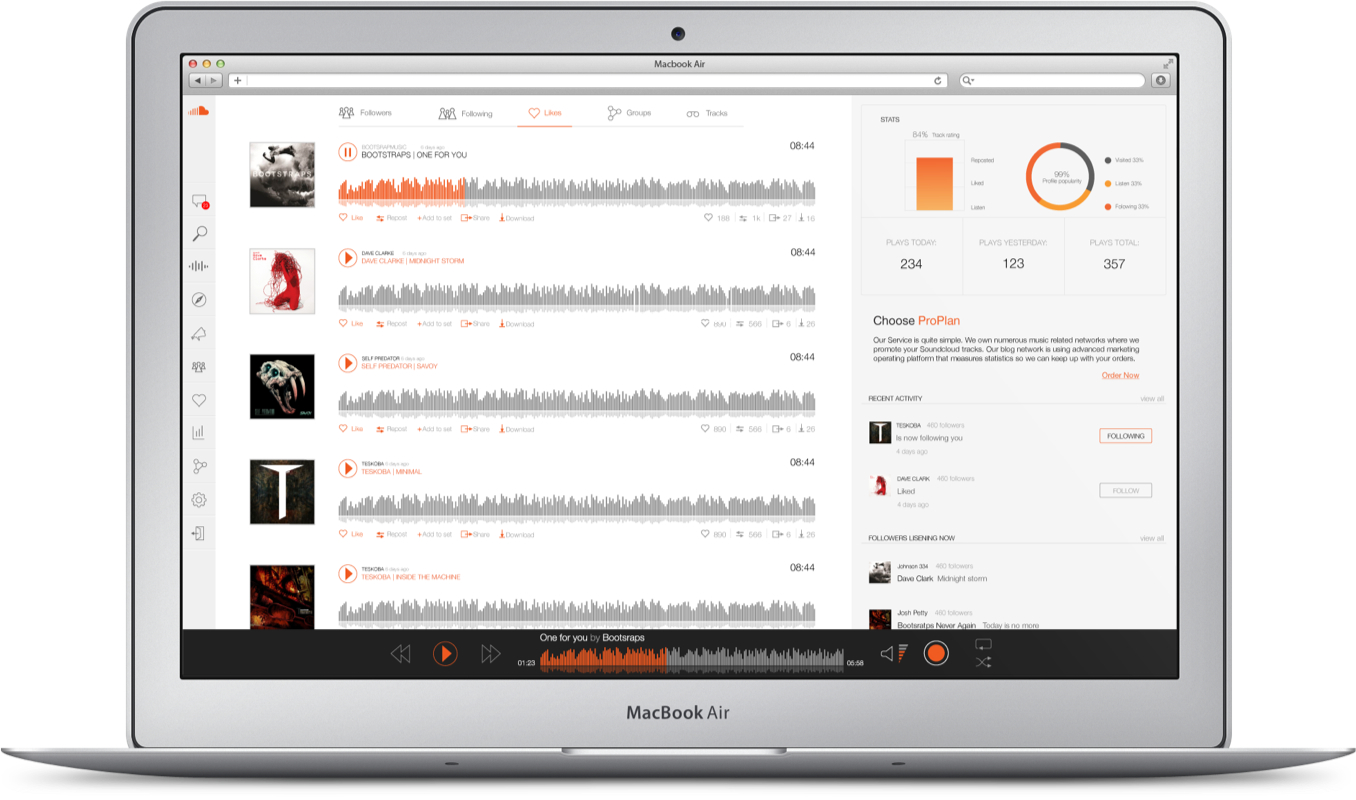 Macbook Air
Followers
Following
Likes
Groups
Tracks
BOOTSTRAPS
BOOTSTRAPMUSIC 6 days ago
BOOTSTRAPS | ONE FOR YOU
08:44
Like Repost +Add to set Share Download
188 1k 27 16
DAVE CLARKE 6 days ago
DAVE CLARKE | MIDNIGHT STORM
08:44
Like Repost +Add to set Share Download
890 566 6 26
SELF PREDATOR 6 days ago
SELF PREDATOR | SAVOY
08:44
Like Repost +Add to set Share Download
890 566 6 26
TESKOBA 6 days ago
TESKOBA | MINIMAL
08:44
Like Repost +Add to set Share Download
890 566 6 26
TESKOBA 6 days ago
TESKOBA | INSIDE THE MACHINE
08:44
STATS
84% Track rating
Reposted
Liked
Listen
99%
Profile popularity
Visited 33%
Listen 33%
Following 33%
PLAYS TODAY:
234
PLAYS YESTERDAY:
123
PLAYS TOTAL:
357
Choose ProPlan
Our Service is quite simple. We own numerous music related networks where we
promote your Soundcloud tracks. Our blog network is using advanced marketing
operating platform that measures statistics so we can keep up with your orders.
Order Now
RECENT ACTIVITY view all
TESKOBA 460 followers
Is now following you
4 days ago
FOLLOWING
DAVE CLARK 460 followers
Liked
4 days ago
FOLLOW
FOLLOWERS LISENING NOW view all
Johnson 334 460 followers
Dave Clark Midnight storm
Josh Petty 460 followers
Bootsratps Never Again Today is no more
One for you by Bootsraps
01:23
05:58
MacBook Air